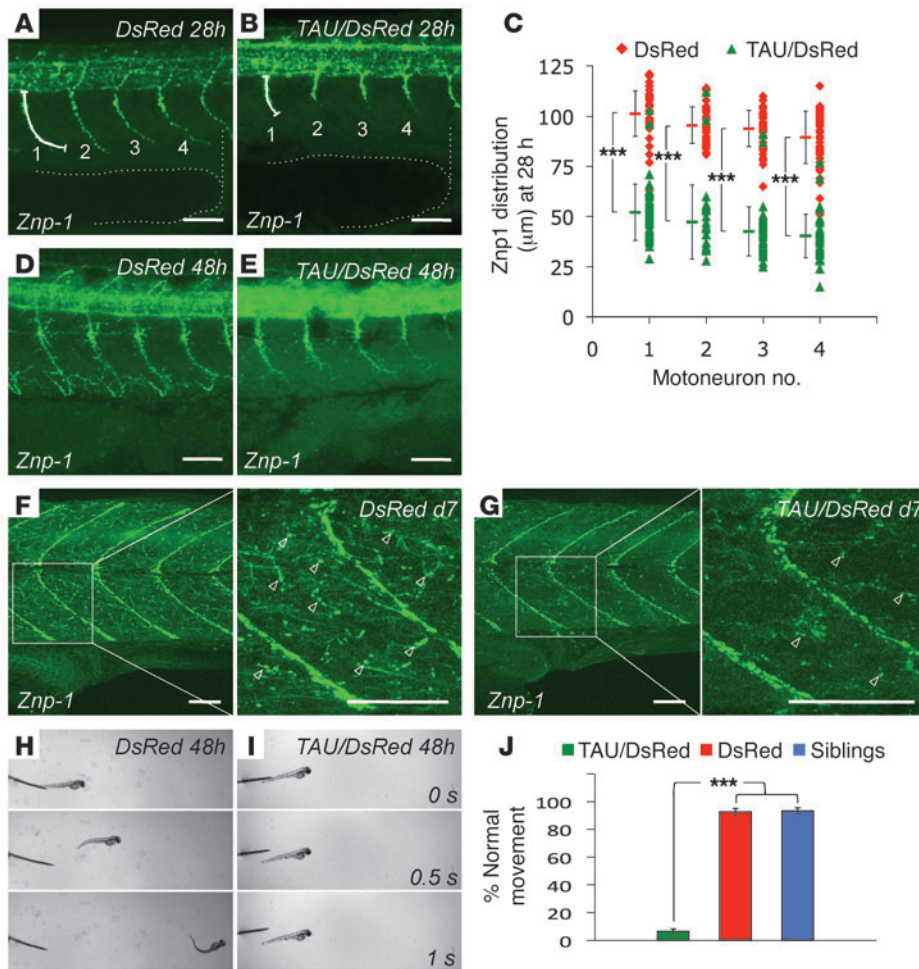 A DsRed 28h
1 2 3 4
Znp-1
B TAU/DsRed 28h
1 2 3 4
Znp-1
C
DsRed TAU/DsRed
Znp1 distribution
(μm) at 28 h
125
100
75
50
25
0
*** *** *** ***
0 1 2 3 4
Motoneuron no.
D DsRed 48h
Znp-1
E TAU/DsRed 48h
Znp-1
F DsRed d7
Znp-1
G TAU/DsRed d7
Znp-1
H DsRed 48h
I TAU/DsRed 48h
0 s
0.5 s
1 s
J
TAU/DsRed DsRed Siblings
% Normal
movement
100
80
60
40
20
0
***